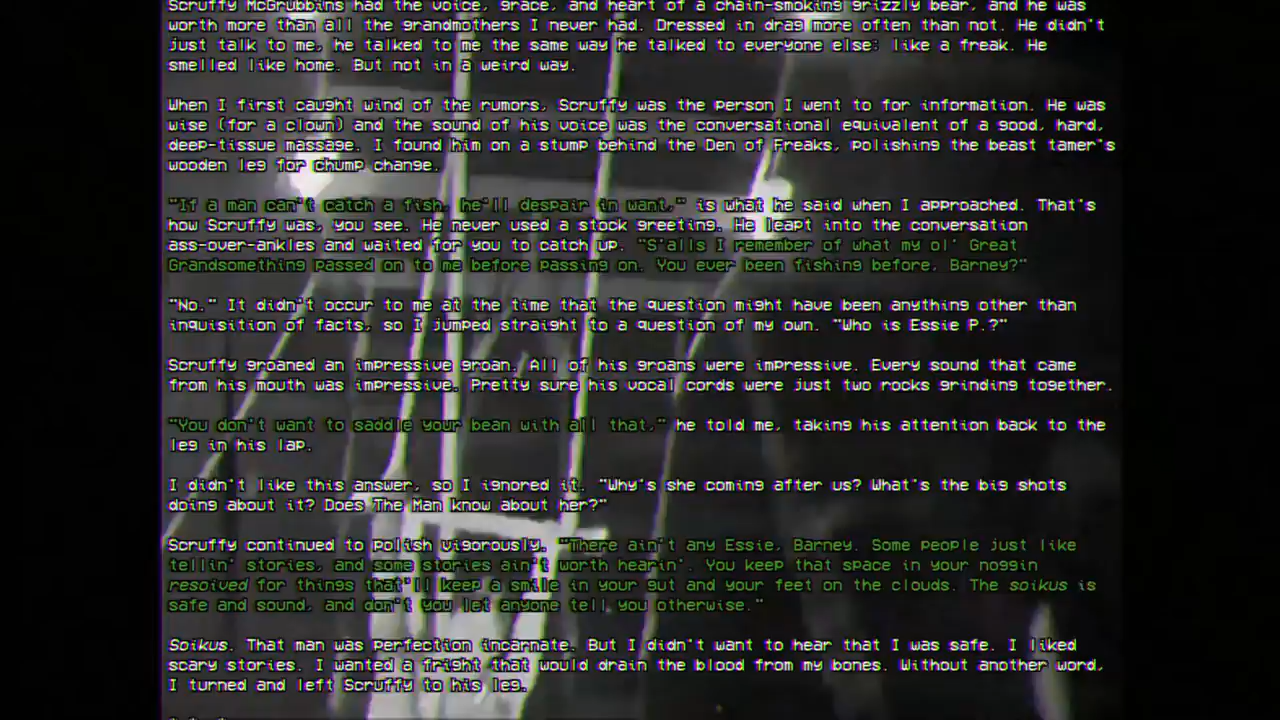 Scruffy McGrubbins had the voice, grace, and heart of a chain-smoking grizzly bear, and he was
worth more than all the grandmothers I never had. Dressed in drag more often than not. He didn't
just talk to me, he talked to me the same way he talked to everyone else: like a freak. He
smelled like home. But not in a weird way.
When I first caught wind of the rumors, Scruffy was the person I went to for information. He was
wise (for a clown) and the sound of his voice was the conversational equivalent of a good, hard,
deep-tissue massage. I found him on a stump behind the Den of Freaks, polishing the beast tamer's
wooden leg for chump change.
"If a man can't catch a fish, he'll despair in want," is what he said when I approached. That's
how Scruffy was, you see. He never used a stock greeting. He leapt into the conversation
ass-over-ankles and waited for you to catch up. "S'alls I remember of what my ol' Great
Grandsomething passed on to me before passing on. You ever been fishing before, Barney?"
"No." It didn't occur to me at the time that the question might have been anything other than
inquisition of facts, so I jumped straight to a question of my own. "Who is Essie P.?"
Scruffy groaned an impressive groan. All of his groans were impressive. Every sound that came
from his mouth was impressive. Pretty sure his vocal cords were just two rocks grinding together.
"You don't want to saddle your bean with all that," he told me, taking his attention back to the
leg in his lap.
I didn't like this answer, so I ignored it. "Why's she coming after us? What's the big shots
doing about it? Does The Man know about her?"
Scruffy continued to polish vigorously. "There ain't any Essie, Barney. Some people just like
tellin' stories, and some stories ain't worth hearin'. You keep that space in your noggin
resoived for things that'll keep a smile in your gut and your feet on the clouds. The soikus is
safe and sound, and don't you let anyone tell you otherwise."
Soikus. That man was perfection incarnate. But I didn't want to hear that I was safe. I liked
scary stories. I wanted a fright that would drain the blood from my bones. Without another word,
I turned and left Scruffy to his leg.